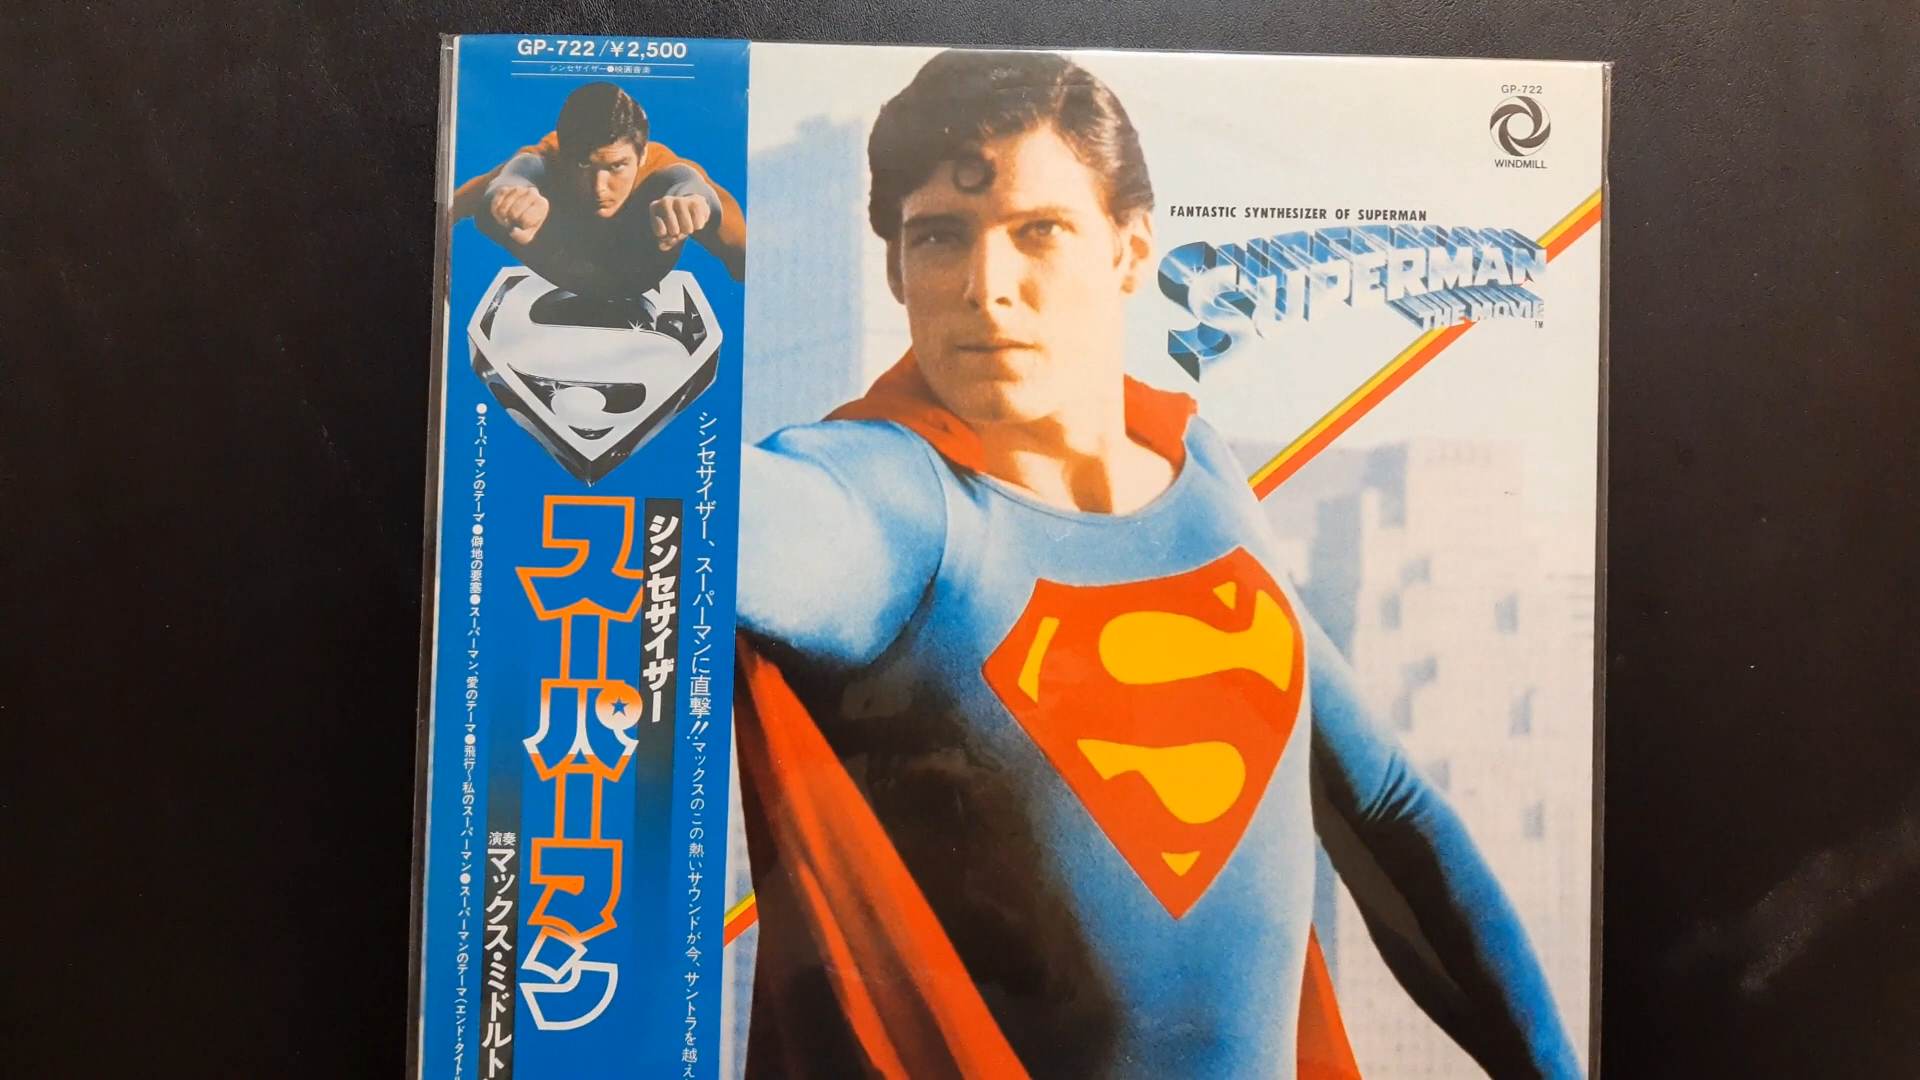 GP-722/¥2,500
シンセサイザー●映画音楽
シンセサイザー、スーパーマンに直撃!!マックスのこの熱いサウンドが今、サントラを越え
シンセサイザー
スーパーマン
演奏 マックス・ミドルト
●スーパーマンのテーマ●僻地の要塞●スーパーマン、愛のテーマ●飛行〜私のスーパーマン●スーパーマンのテーマ(エンド・タイトル
GP-722
WINDMILL
FANTASTIC SYNTHESIZER OF SUPERMAN
SUPERMAN
THE MOVIE
TM